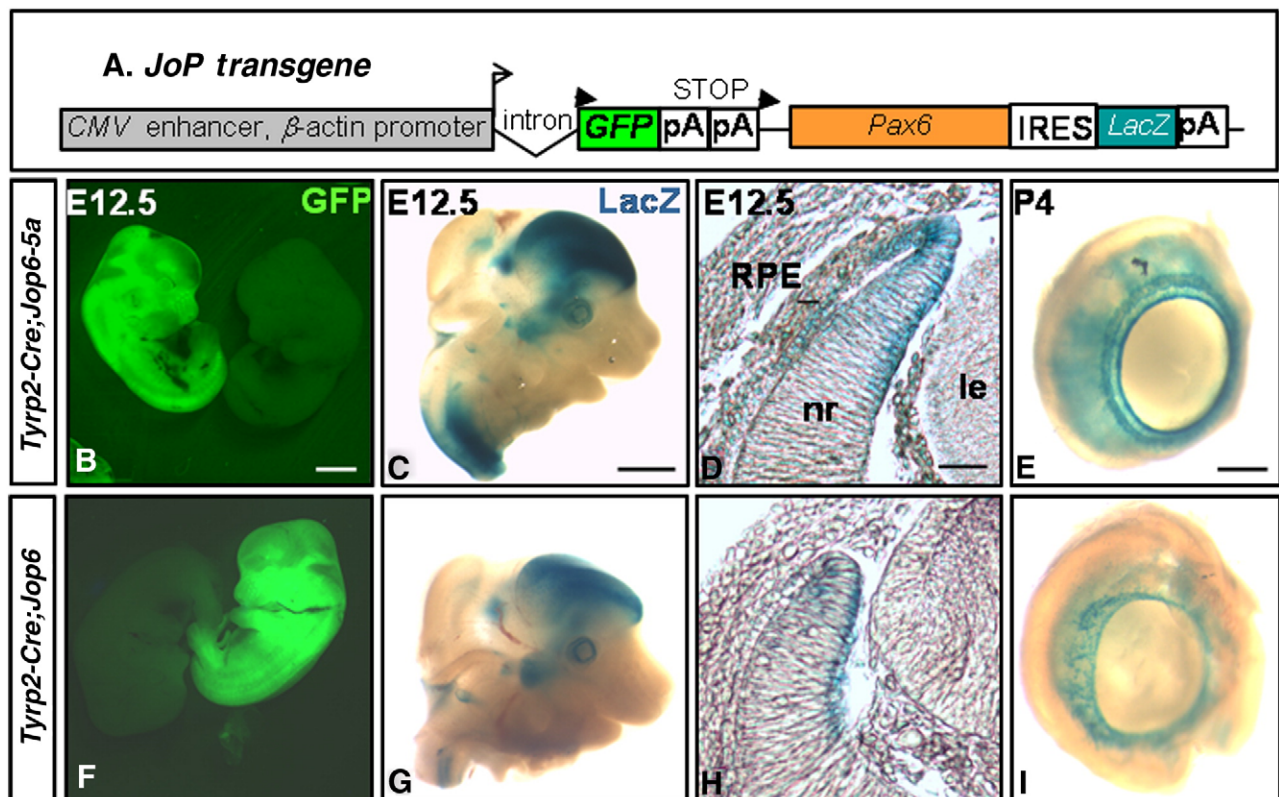 A. JoP transgene
STOP
CMV enhancer, β-actin promoter
intron
GFP
pA
pA
Pax6
IRES
LacZ
pA
Tyrp2-Cre;Jop6-5a
E12.5
GFP
B
E12.5
LacZ
C
E12.5
RPE
nr
le
D
P4
E
Tyrp2-Cre;Jop6
F
G
H
I